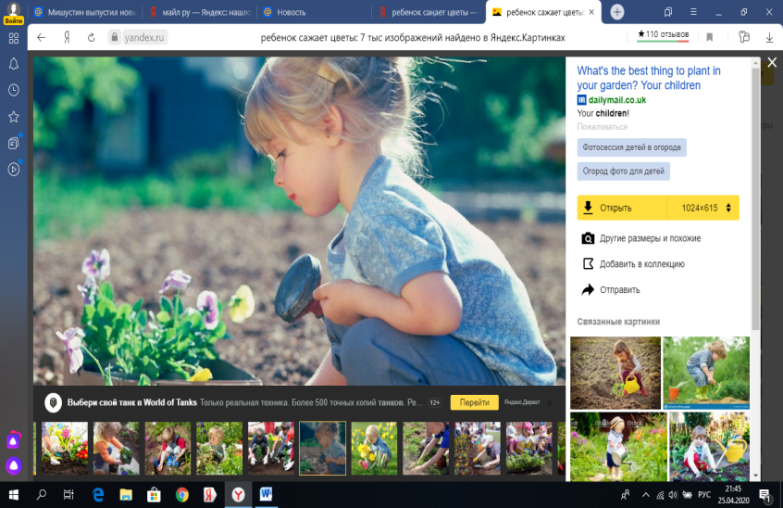 Мишустин выпустил нов
майл ру — Яндекс: нашло
Новость
ребенок сажает цветы —
ребенок сажает цветы:
Войти
yandex.ru
ребенок сажает цветы: 7 тыс изображений найдено в Яндекс.Картинках
★ 110 отзывов
What's the best thing to plant in
your garden? Your children
dailymail.co.uk
Your children!
Пожаловаться
Фотосессия детей в огороде
Огород фото для детей
Открыть
1024×615
Другие размеры и похожие
Добавить в коллекцию
Отправить
Связанные картинки
Выбери свой танк в World of Tanks Только реальная техника. Более 500 точных копий танков. Ре...
12+
Перейти
Яндекс.Директ
РУС
21:45
25.04.2020